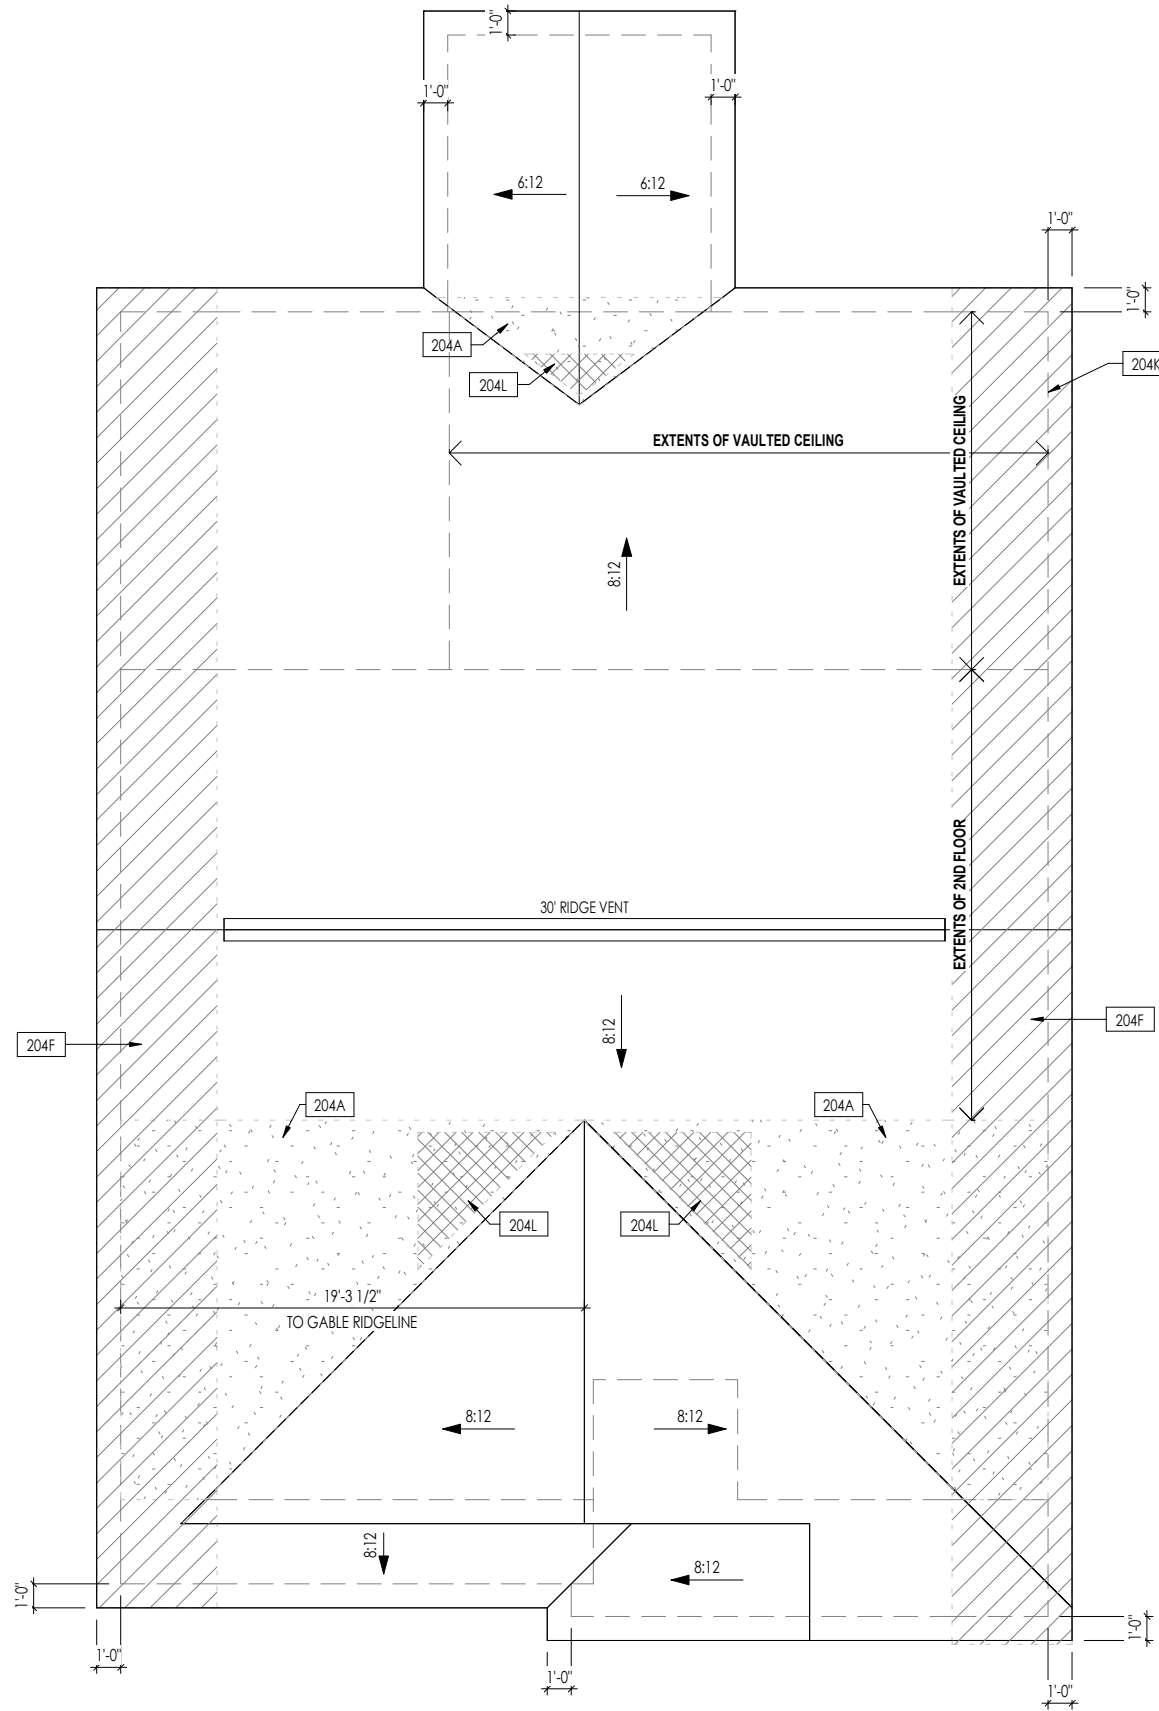 1'-0"
1'-0"
1'-0"
6:12
6:12
1'-0"
1'-0"
204A
204L
204K
EXTENTS OF VAULTED CEILING
EXTENTS OF VAULTED CEILING
8:12
EXTENTS OF 2ND FLOOR
30' RIDGE VENT
8:12
204F
204F
204A
204A
204L
204L
19'-3 1/2"
TO GABLE RIDGELINE
8:12
8:12
8:12
8:12
1'-0"
1'-0"
1'-0"
1'-0"
1'-0"